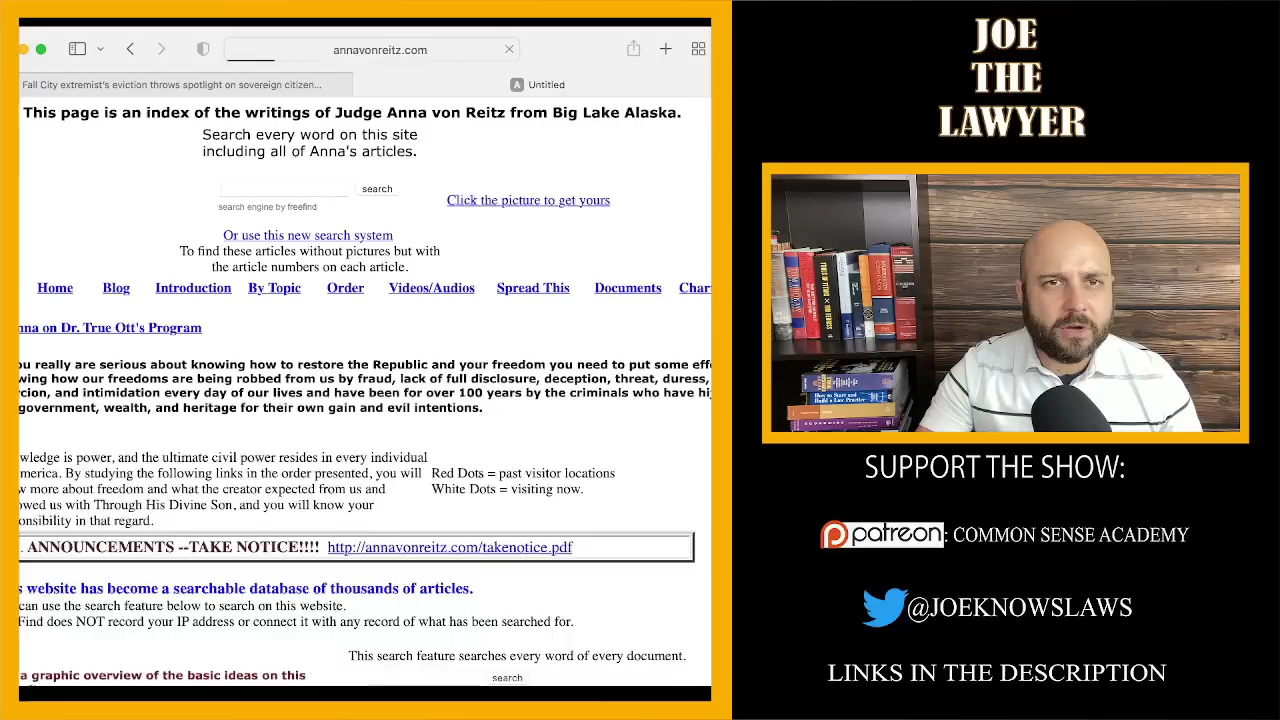 annavonreitz.com
Fall City extremist's eviction throws spotlight on sovereign citizen...
A Untitled
This page is an index of the writings of Judge Anna von Reitz from Big Lake Alaska.
Search every word on this site
including all of Anna's articles.
search
search engine by freefind
Click the picture to get yours
Or use this new search system
To find these articles without pictures but with
the article numbers on each article.
Home Blog Introduction By Topic Order Videos/Audios Spread This Documents Char
nna on Dr. True Ott's Program
ou really are serious about knowing how to restore the Republic and your freedom you need to put some effo
wing how our freedoms are being robbed from us by fraud, lack of full disclosure, deception, threat, duress,
rcion, and intimidation every day of our lives and have been for over 100 years by the criminals who have hi
government, wealth, and heritage for their own gain and evil intentions.
wledge is power, and the ultimate civil power resides in every individual
merica. By studying the following links in the order presented, you will
w more about freedom and what the creator expected from us and
owed us with Through His Divine Son, and you will know your
onsibility in that regard.
Red Dots = past visitor locations
White Dots = visiting now.
. ANNOUNCEMENTS --TAKE NOTICE!!!! http://annavonreitz.com/takenotice.pdf
s website has become a searchable database of thousands of articles.
can use the search feature below to search on this website.
Find does NOT record your IP address or connect it with any record of what has been searched for.
This search feature searches every word of every document.
a graphic overview of the basic ideas on this
search
JOE
THE
LAWYER
How to Start and
Build a Law Practice
SUPPORT THE SHOW:
patreon: COMMON SENSE ACADEMY
@JOEKNOWSLAWS
LINKS IN THE DESCRIPTION